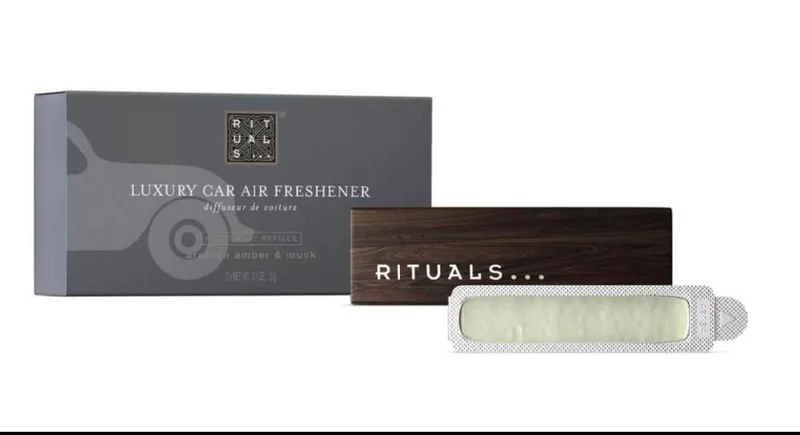 RIT
UAL
S...
LUXURY CAR AIR FRESHENER
diffuseur de voiture
REFILLS
amber & musk
RITUALS...